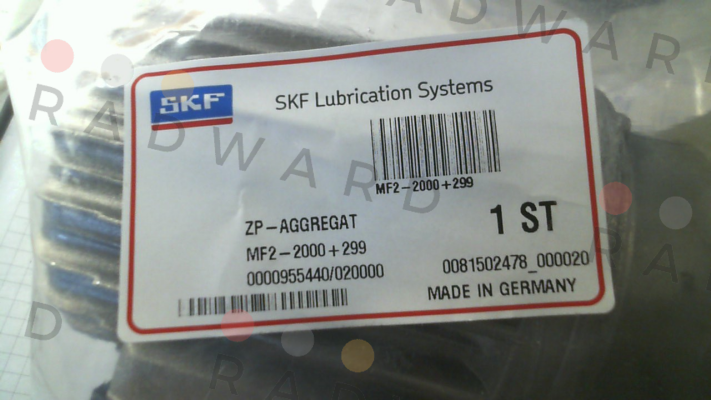 SKF
SKF Lubrication Systems
MF2-2000+299
ZP-AGGREGAT
1 ST
MF2-2000+299
0000955440/020000
0081502478_000020
MADE IN GERMANY
RADWARD
RADWARD